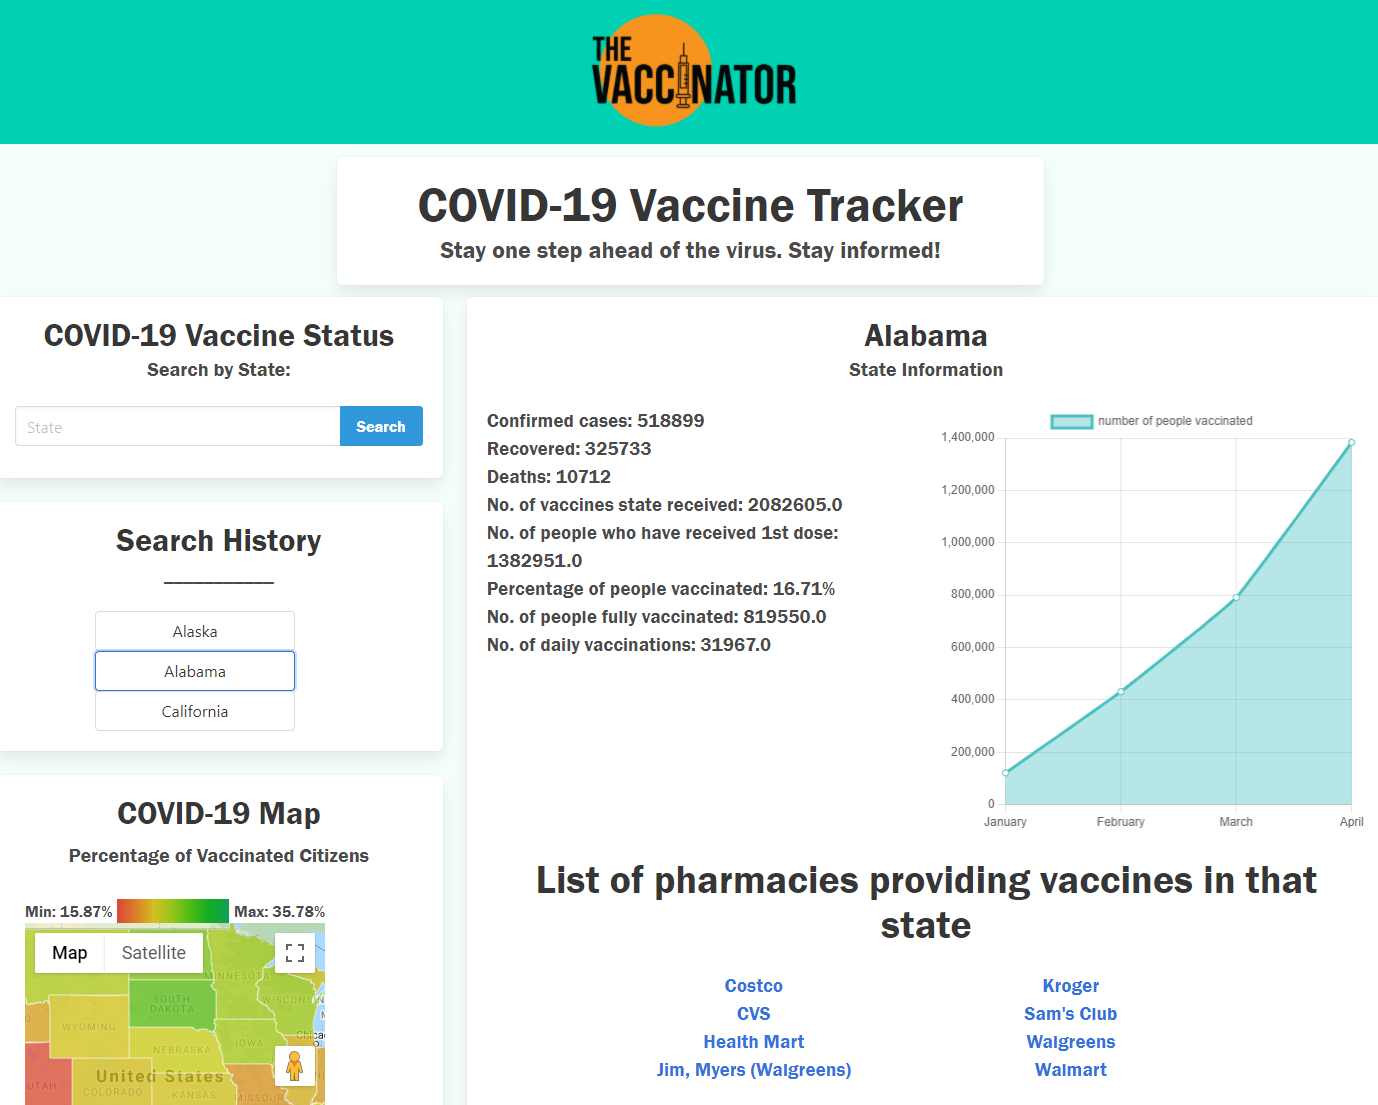 THE
VACCINATOR
COVID-19 Vaccine Tracker
Stay one step ahead of the virus. Stay informed!
COVID-19 Vaccine Status
Search by State:
State
Search
Search History
___________
Alaska
Alabama
California
COVID-19 Map
Percentage of Vaccinated Citizens
Min: 15.87%
Max: 35.78%
Map
Satellite
MINNESOTA
SOUTH
DAKOTA
WISCONSIN
WYOMING
IOWA
Chica
NEBRASKA
United States
UTAH
COLORADO
KANSAS
MISSOUR
Alabama
State Information
Confirmed cases: 518899
Recovered: 325733
Deaths: 10712
No. of vaccines state received: 2082605.0
No. of people who have received 1st dose:
1382951.0
Percentage of people vaccinated: 16.71%
No. of people fully vaccinated: 819550.0
No. of daily vaccinations: 31967.0
number of people vaccinated
1,400,000
1,200,000
1,000,000
800,000
600,000
400,000
200,000
0
January
February
March
April
List of pharmacies providing vaccines in that
state
Costco
CVS
Health Mart
Jim, Myers (Walgreens)
Kroger
Sam's Club
Walgreens
Walmart